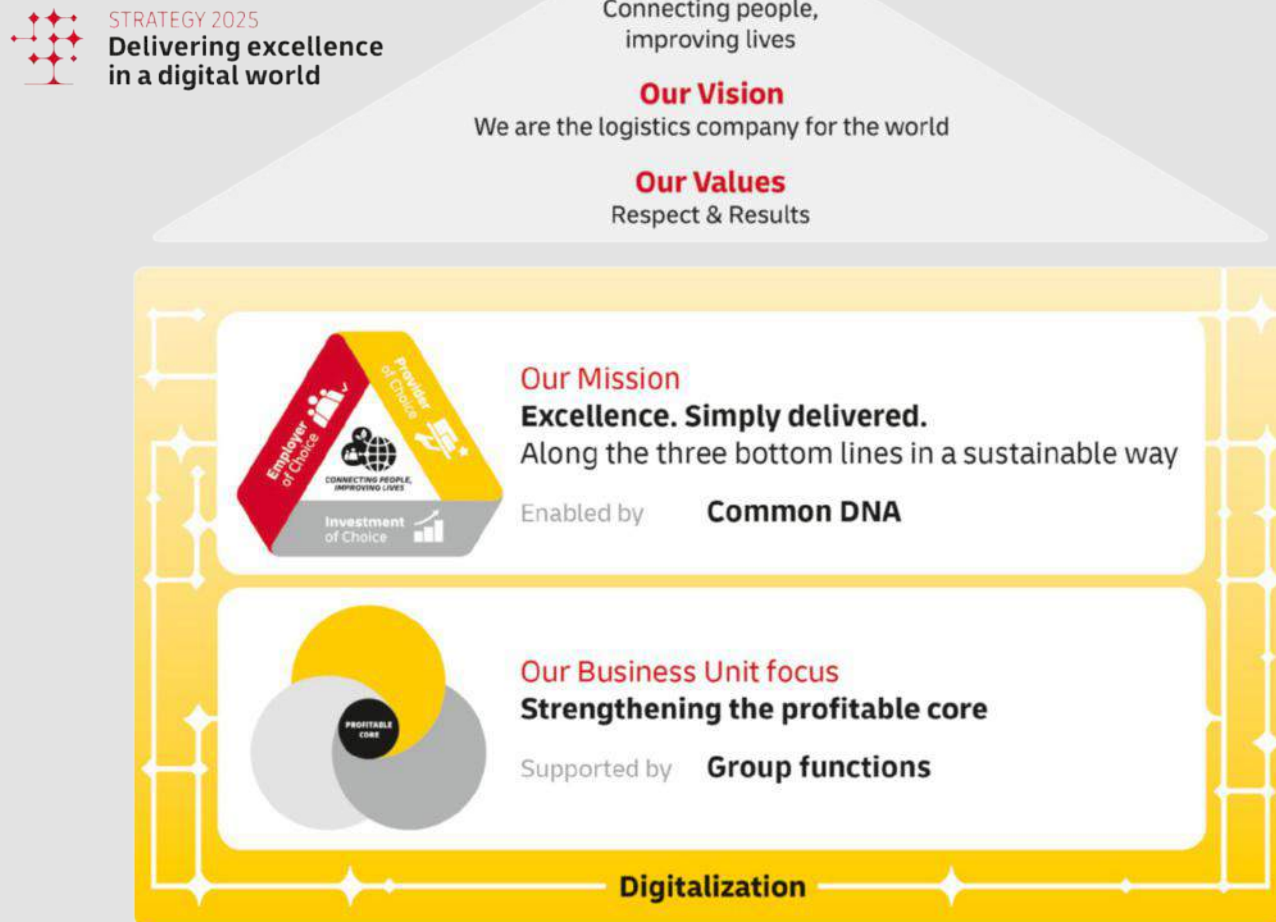 STRATEGY 2025
Delivering excellence
in a digital world
Connecting people,
improving lives
Our Vision
We are the logistics company for the world
Our Values
Respect & Results
Employer
of Choice
Provider
of Choice
CONNECTING PEOPLE,
IMPROVING LIVES
Investment
of Choice
Our Mission
Excellence. Simply delivered.
Along the three bottom lines in a sustainable way
Enabled by Common DNA
PROFITABLE
CORE
Our Business Unit focus
Strengthening the profitable core
Supported by Group functions
Digitalization